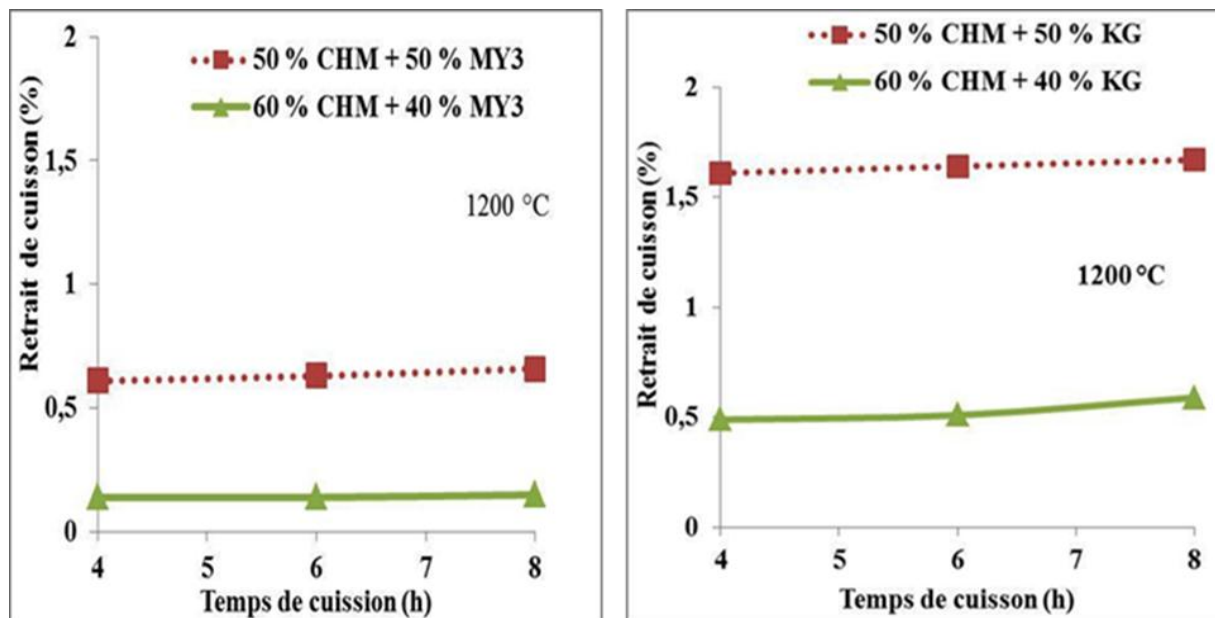 2
50 % CHM + 50 % MY3
60 % CHM + 40 % MY3
1,5
1200 °C
1
0,5
0
4 5 6 7 8
Retrait de cuisson (%)
Temps de cuission (h)
50 % CHM + 50 % KG
60 % CHM + 40 % KG
2
1,5
1200 °C
1
0,5
0
4 5 6 7 8
Retrait de cuisson (%)
Temps de cuisson (h)